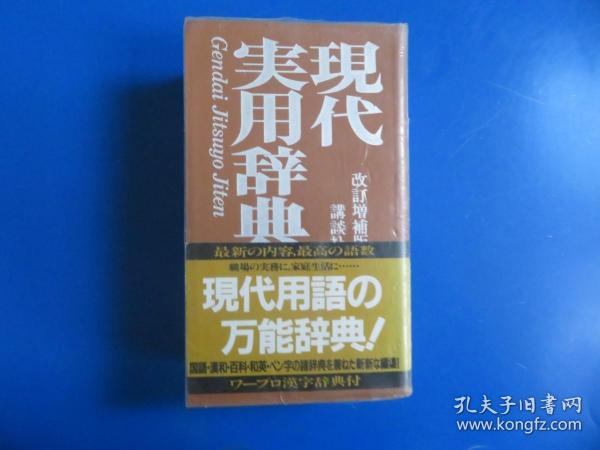 現代
実用辞典
Gendai Jitsuyo Jiten
改訂増補版
講談社
最新の内容、最高の語数
職場の実務に、家庭生活に……
現代用語の
万能辞典!
国語・漢和・百科・和英・ペン字の諸辞典を兼ねた斬新な編集!
ワープロ漢字辞典付
孔夫子旧书网
www.kongfz.com